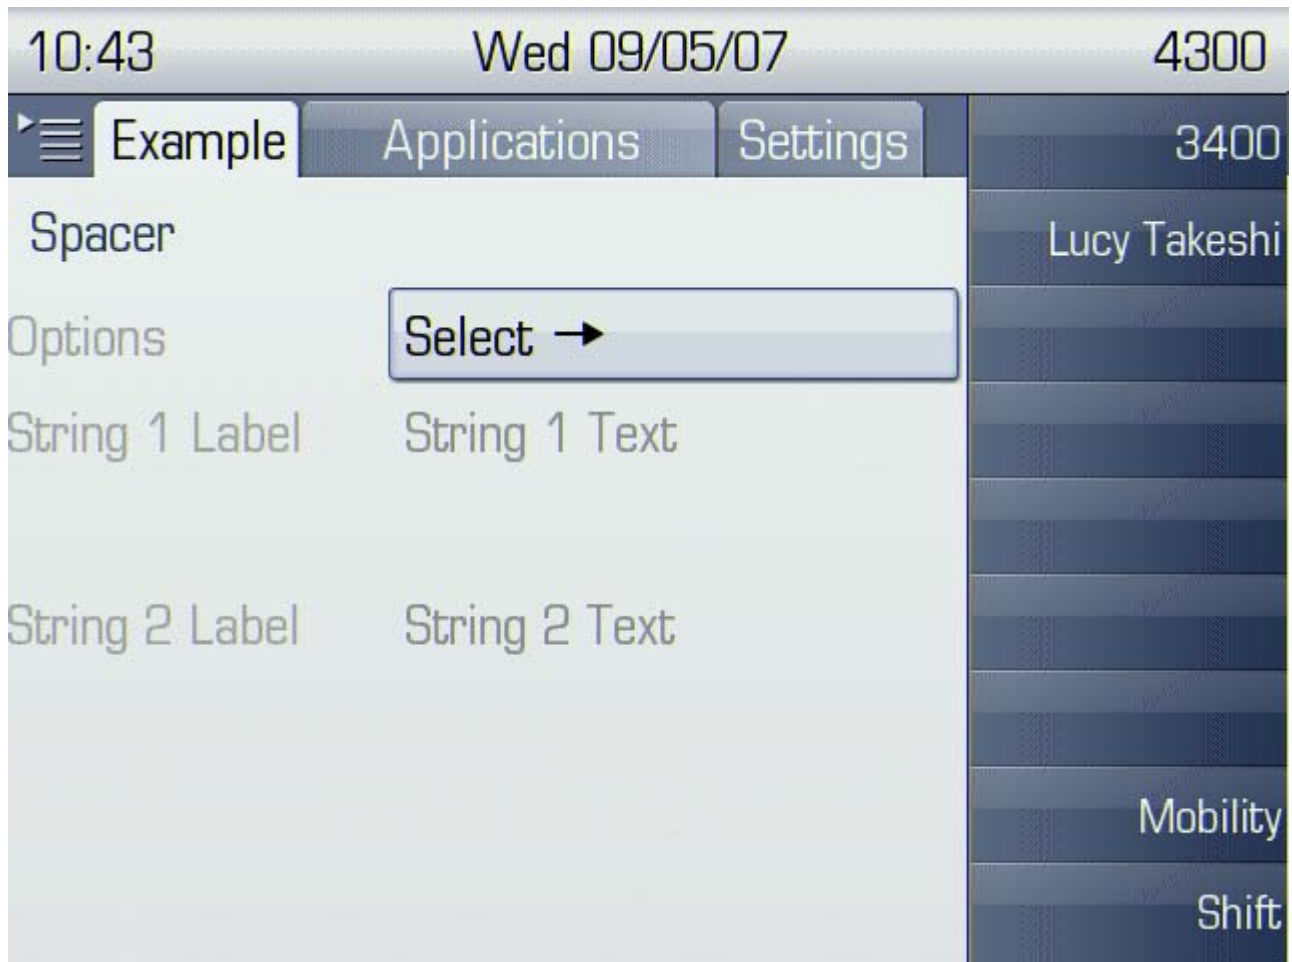 10:43 Wed 09/05/07 4300
Example Applications Settings
3400
Spacer
Lucy Takeshi
Options Select →
String 1 Label String 1 Text
String 2 Label String 2 Text
Mobility
Shift